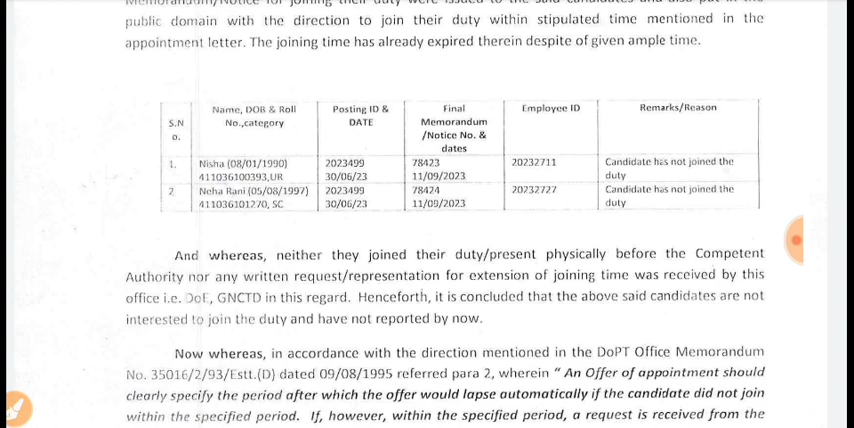 public domain with the direction to join their duty within stipulated time mentioned in the
appointment letter. The joining time has already expired therein despite of given ample time.
S.N
o.
Name, DOB & Roll
No.,category
Posting ID &
DATE
Final
Memorandum
/Notice No. &
dates
Employee ID
Remarks/Reason
1.
Nisha (08/01/1990)
411036100393,UR
2023499
30/06/23
78423
11/09/2023
20232711
Candidate has not joined the
duty
2
Neha Rani (05/08/1997)
411036101270, SC
2023499
30/06/23
78424
11/09/2023
20232727
Candidate has not joined the
duty
And whereas, neither they joined their duty/present physically before the Competent
Authority nor any written request/representation for extension of joining time was received by this
office i.e. DoE, GNCTD in this regard. Henceforth, it is concluded that the above said candidates are not
interested to join the duty and have not reported by now.
Now whereas, in accordance with the direction mentioned in the DoPT Office Memorandum
No. 35016/2/93/Estt.(D) dated 09/08/1995 referred para 2, wherein " An Offer of appointment should
clearly specify the period after which the offer would lapse automatically if the candidate did not join
within the specified period. If, however, within the specified period, a request is received from the